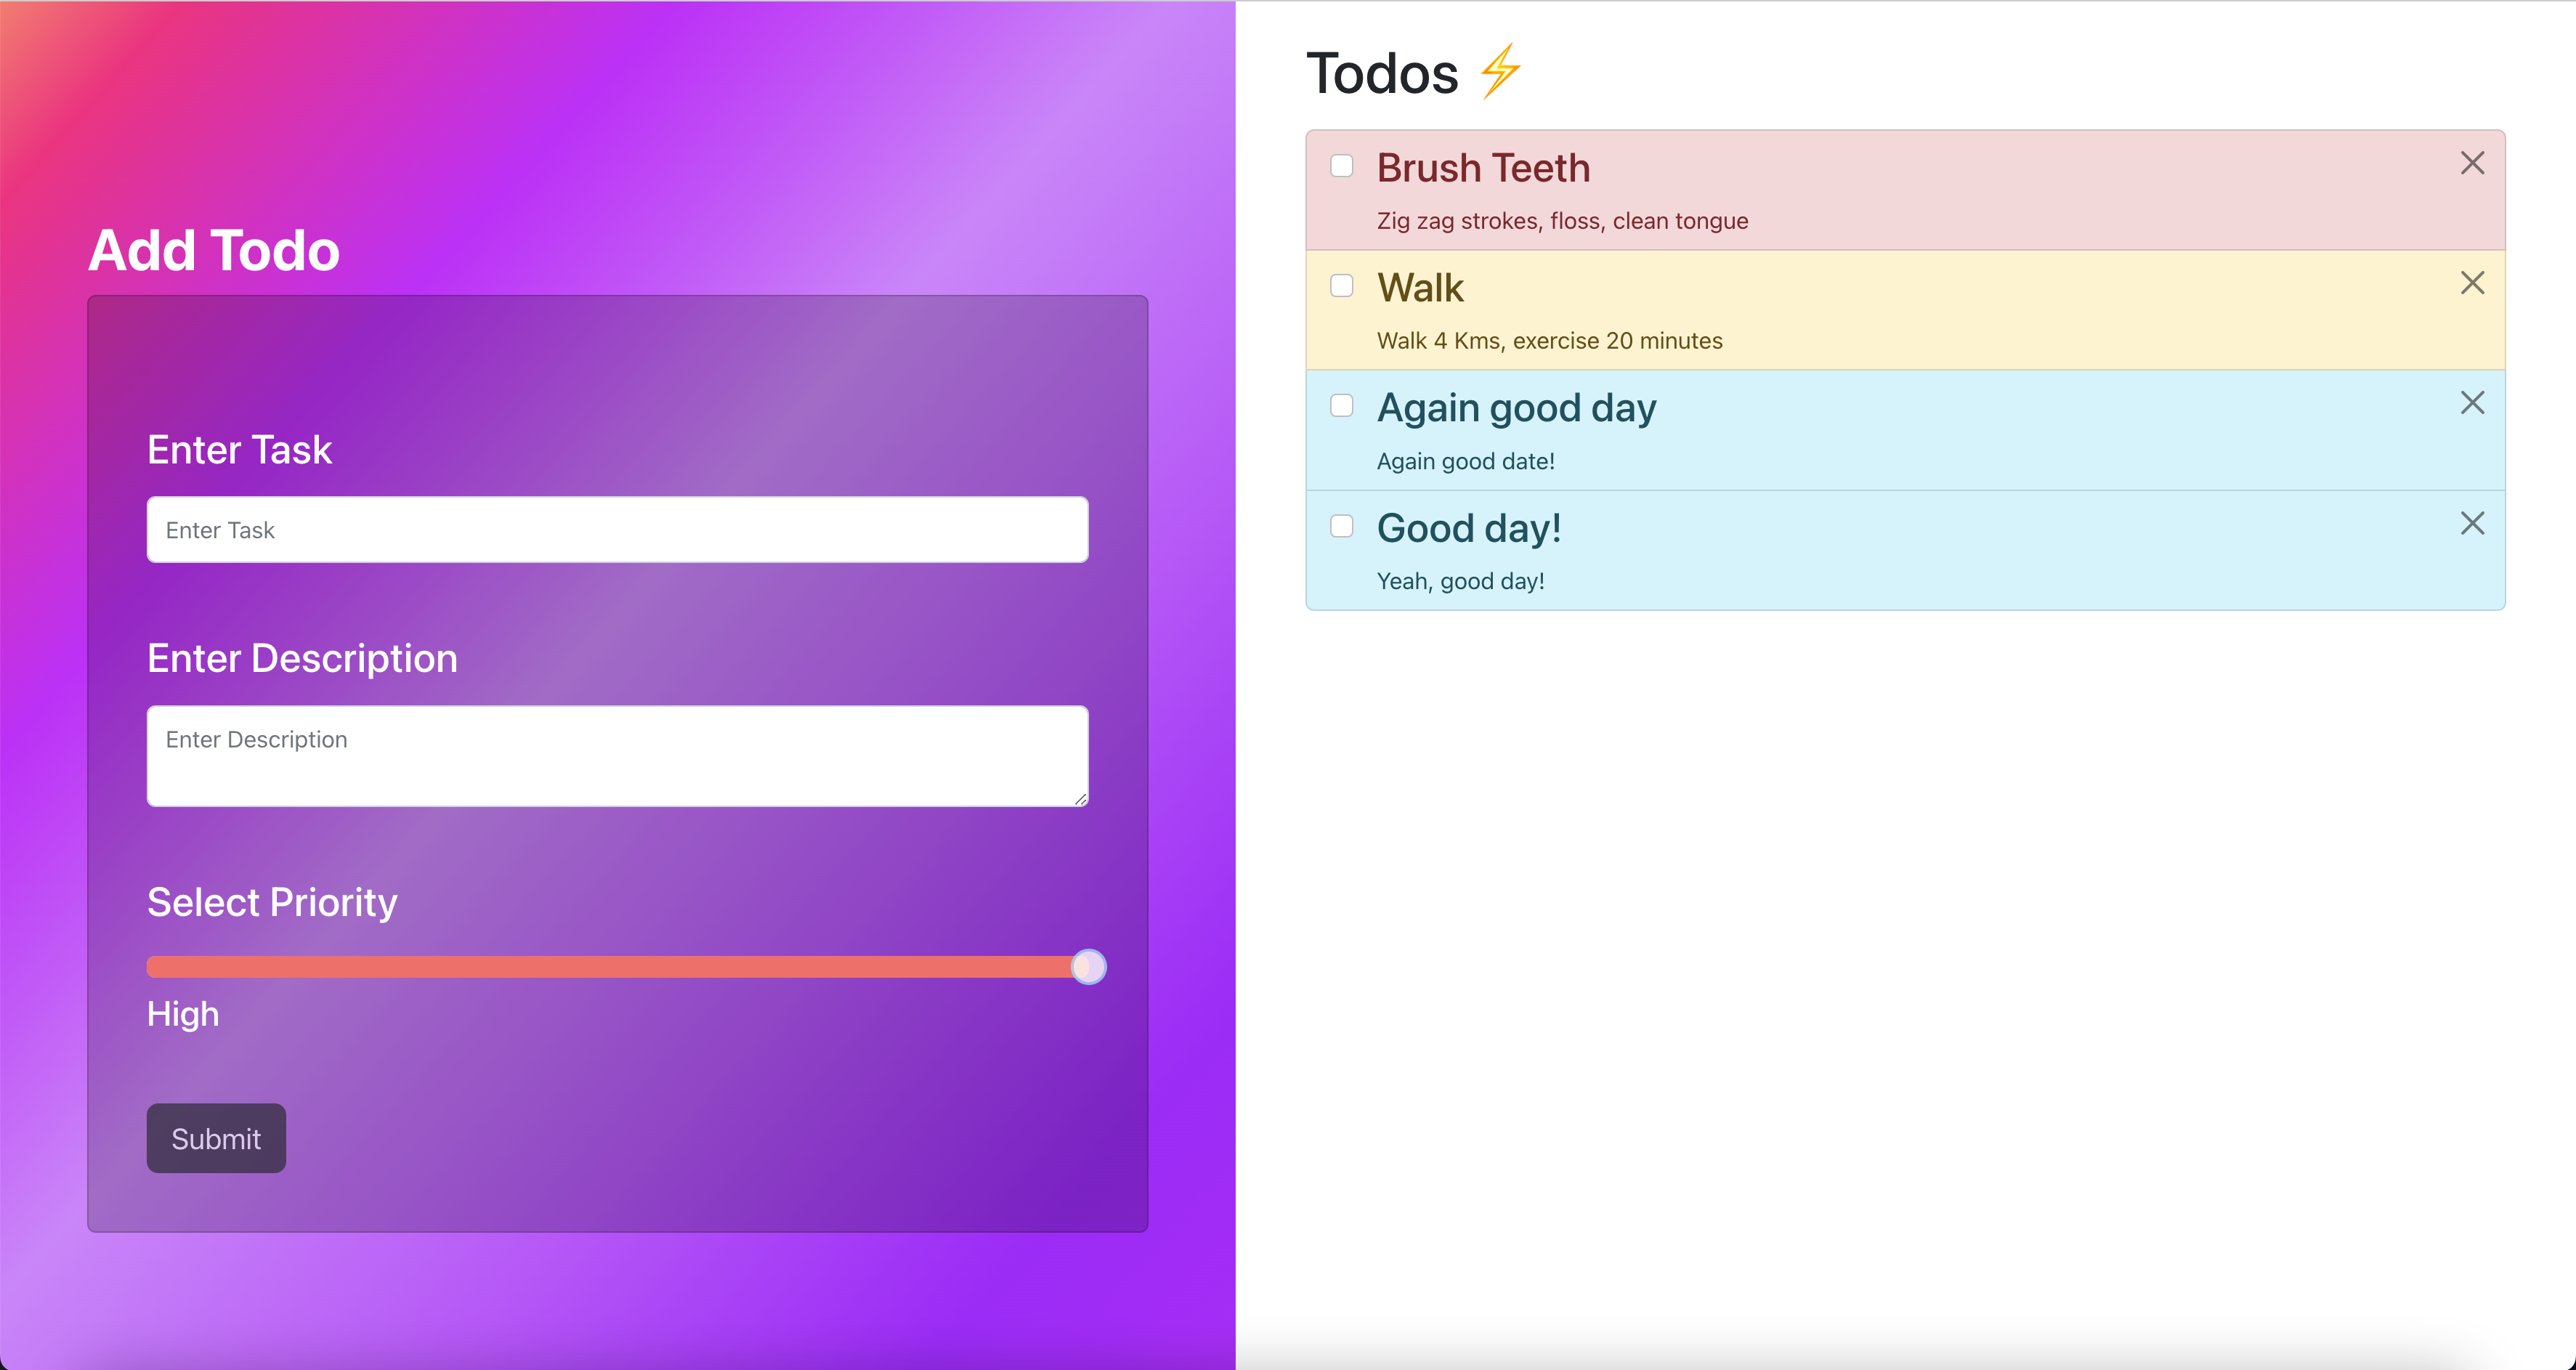 Add Todo
Enter Task
Enter Task
Enter Description
Enter Description
Select Priority
High
Submit
Todos ⚡
Brush Teeth
Zig zag strokes, floss, clean tongue
Walk
Walk 4 Kms, exercise 20 minutes
Again good day
Again good date!
Good day!
Yeah, good day!